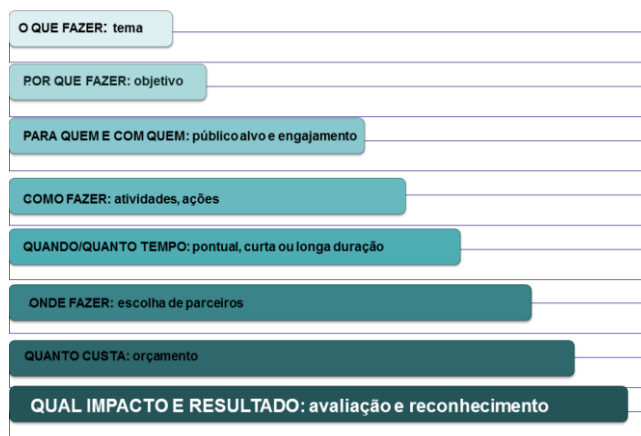 O QUE FAZER: tema
POR QUE FAZER: objetivo
PARA QUEM E COM QUEM: público alvo e engajamento
COMO FAZER: atividades, ações
QUANDO/QUANTO TEMPO: pontual, curta ou longa duração
ONDE FAZER: escolha de parceiros
QUANTO CUSTA: orçamento
QUAL IMPACTO E RESULTADO: avaliação e reconhecimento